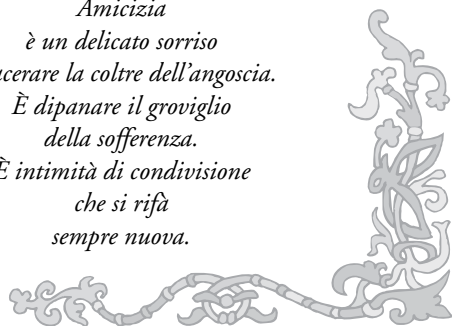 Amicizia
è un delicato sorriso
cerare la coltre dell’angoscia.
È dipanare il groviglio
della sofferenza.
È intimità di condivisione
che si rifà
sempre nuova.